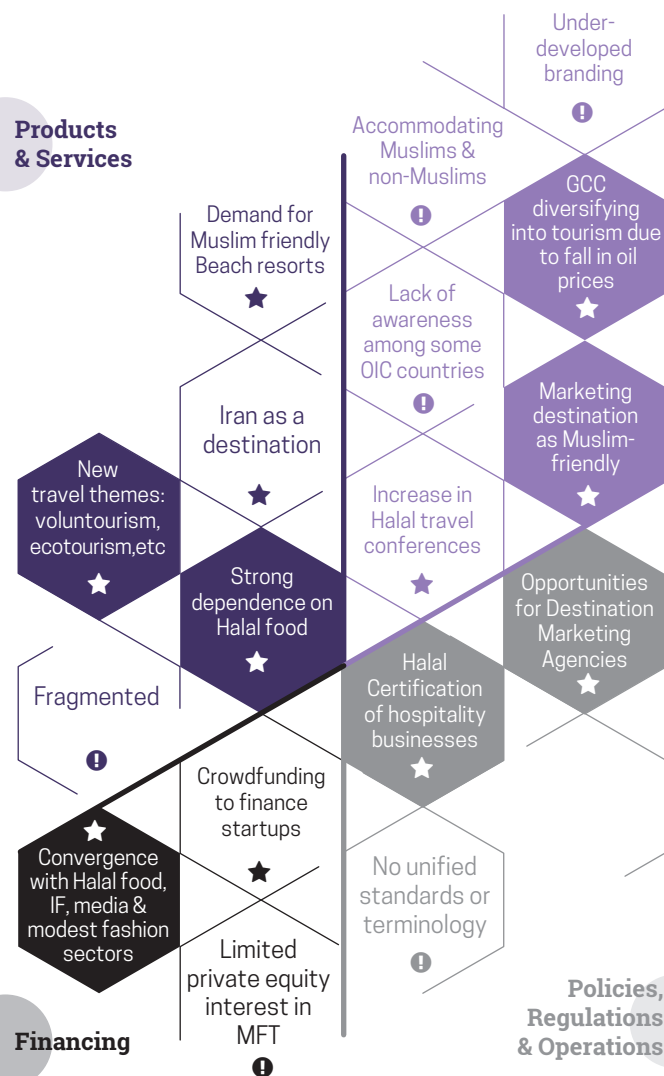 Under-
developed
branding
Products
& Services
Accommodating
Muslims &
non-Muslims
GCC
diversifying
into tourism due
to fall in oil
prices
Demand for
Muslim friendly
Beach resorts
Lack of
awareness
among some
OIC countries
Marketing
destination
as Muslim-
friendly
Iran as a
destination
New
travel themes:
voluntourism,
ecotourism,etc
Increase in
Halal travel
conferences
Strong
dependence on
Halal food
Opportunities
for Destination
Marketing
Agencies
Halal
Certification
of hospitality
businesses
Fragmented
Crowdfunding
to finance
startups
Convergence
with Halal food,
IF, media &
modest fashion
sectors
No unified
standards or
terminology
Limited
private equity
interest in
MFT
Financing
Policies,
Regulations
& Operations